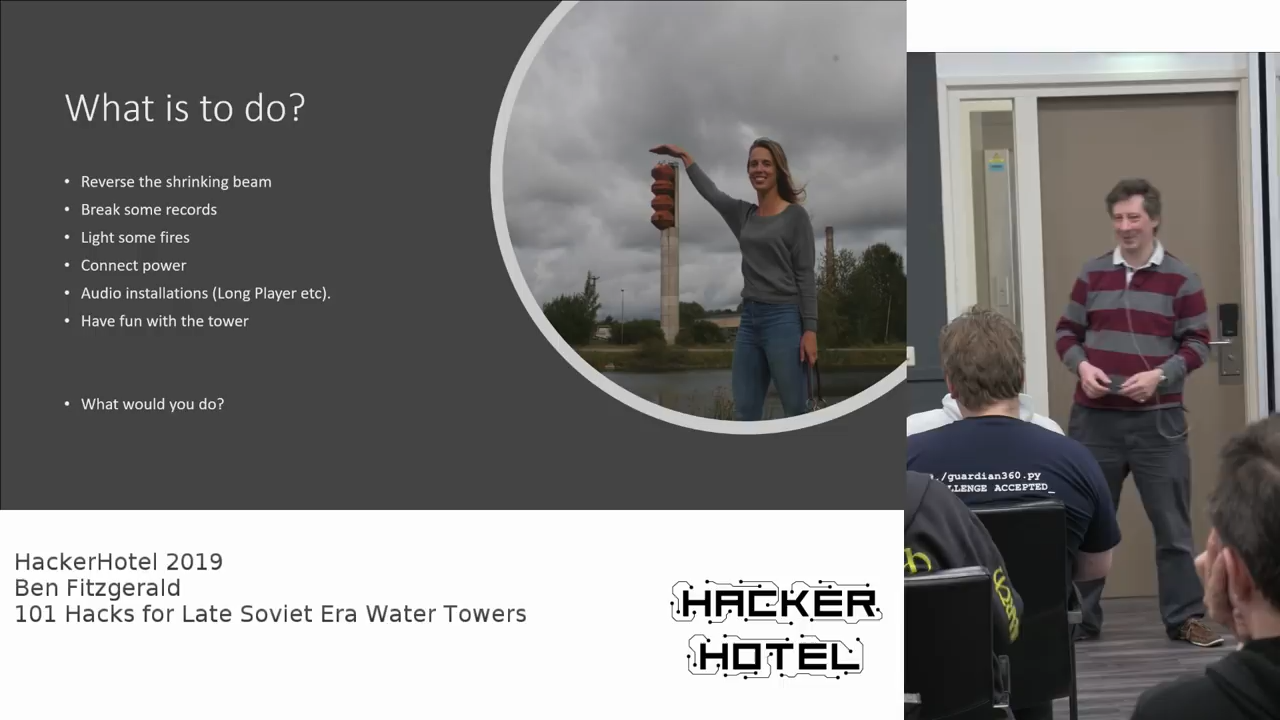 What is to do?
• Reverse the shrinking beam
• Break some records
• Light some fires
• Connect power
• Audio installations (Long Player etc).
• Have fun with the tower
• What would you do?
./guardian360.py
LLENGE ACCEPTED_
HackerHotel 2019
Ben Fitzgerald
101 Hacks for Late Soviet Era Water Towers
HACKER
HOTEL